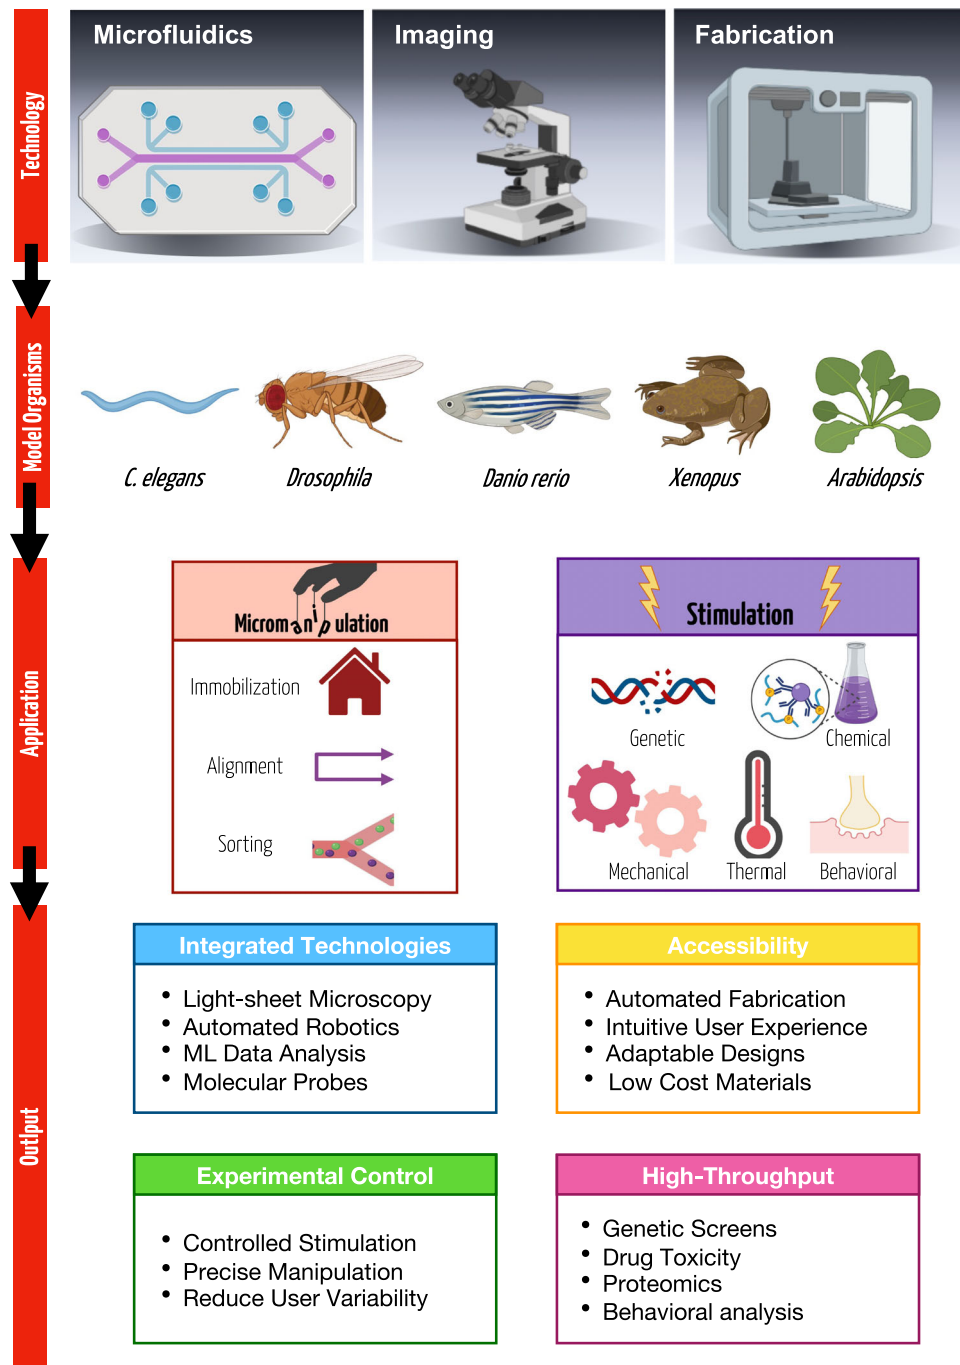 Technology
Microfluidics
Imaging
Fabrication
Model Organisms
C. elegans
Drosophila
Danio rerio
Xenopus
Arabidopsis
Application
Micromanipulation
Immobilization
Alignment
Sorting
Stimulation
Genetic
Chemical
Mechanical
Thermal
Behavioral
Outlput
Integrated Technologies
• Light-sheet Microscopy
• Automated Robotics
• ML Data Analysis
• Molecular Probes
Accessibility
• Automated Fabrication
• Intuitive User Experience
• Adaptable Designs
• Low Cost Materials
Experimental Control
• Controlled Stimulation
• Precise Manipulation
• Reduce User Variability
High-Throughput
• Genetic Screens
• Drug Toxicity
• Proteomics
• Behavioral analysis